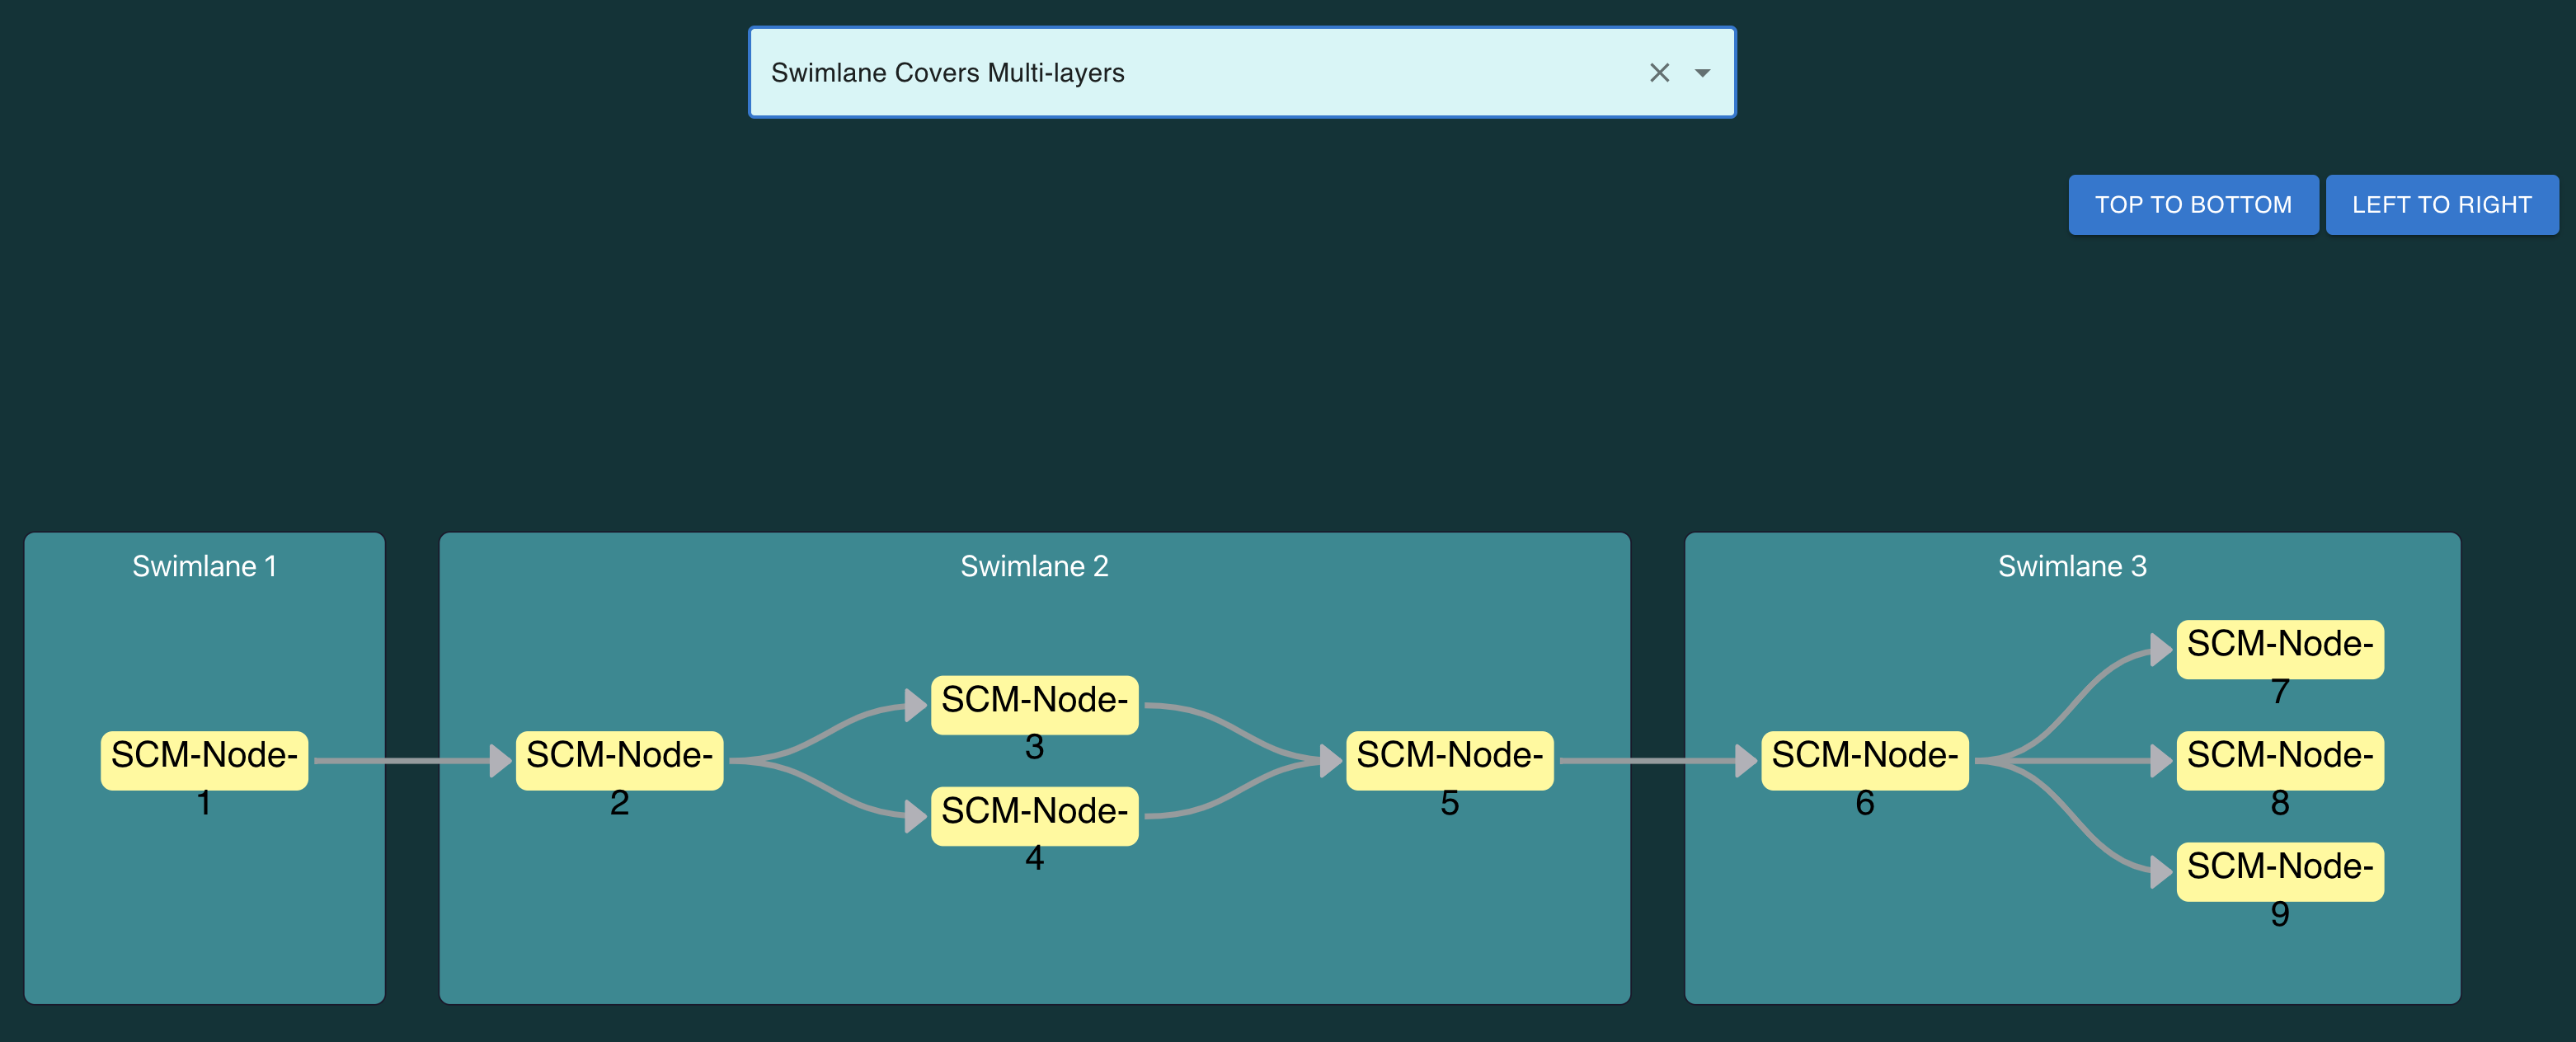 Swimlane Covers Multi-layers
TOP TO BOTTOM
LEFT TO RIGHT
Swimlane 1
SCM-Node-
1
Swimlane 2
SCM-Node-
2
SCM-Node-
3
SCM-Node-
4
SCM-Node-
5
Swimlane 3
SCM-Node-
6
SCM-Node-
7
SCM-Node-
8
SCM-Node-
9